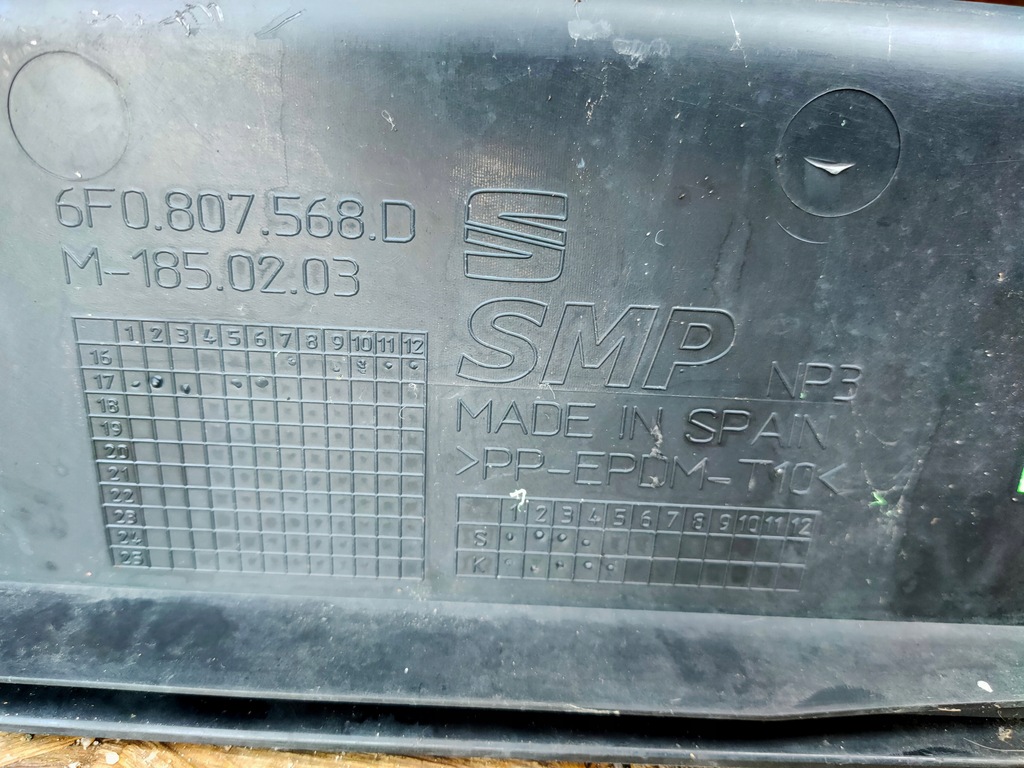 6F0.807.568.D
M-185.02.03
1 2 3 4 5 6 7 8 9 10 11 12
16
17
18
19
20
21
22
23
24
25
SMP
NP3
MADE IN SPAIN
>PP-EPDM-T10<
1 2 3 4 5 6 7 8 9 10 11 12
S
K